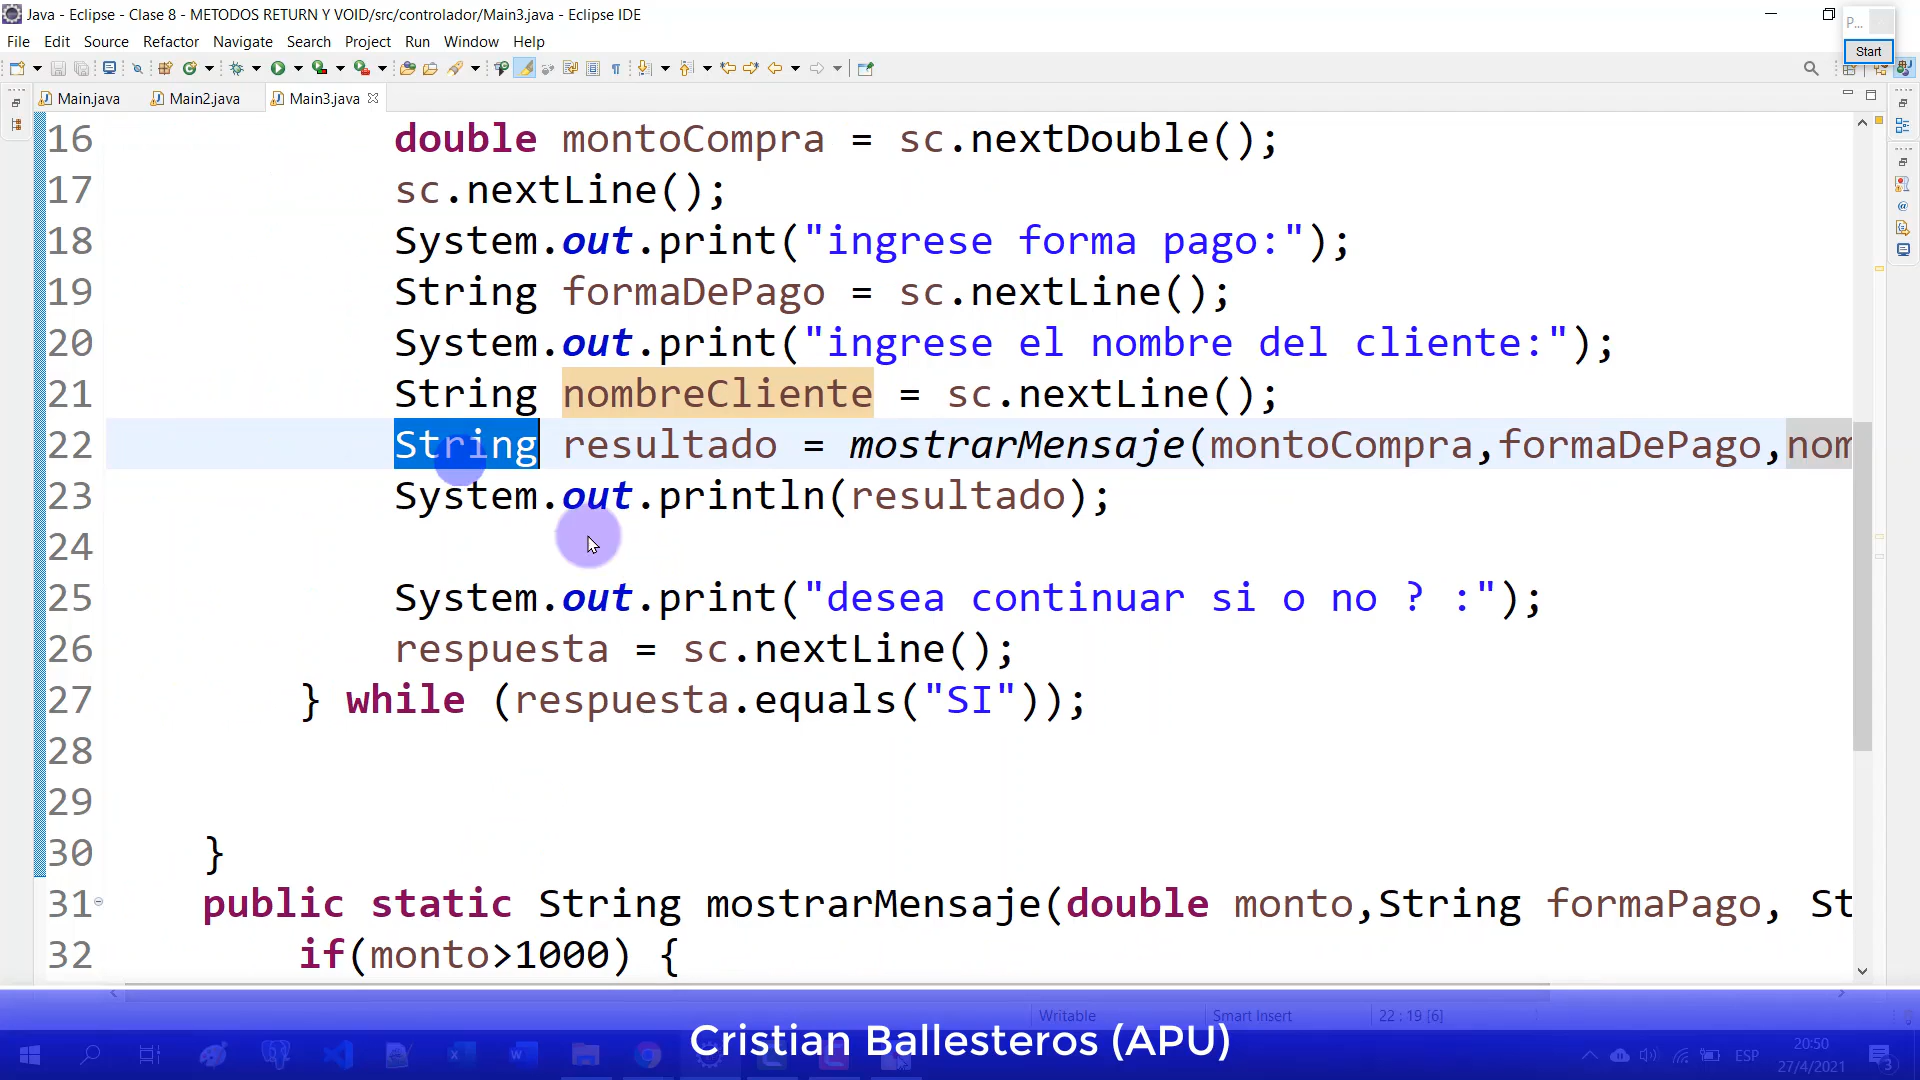 Java - Eclipse - Clase 8 - METODOS RETURN Y VOID/src/controlador/Main3.java - Eclipse IDE
P...
File Edit Source Refactor Navigate Search Project Run Window Help
Start
Main.java Main2.java Main3.java
16 double montoCompra = sc.nextDouble();
17 sc.nextLine();
18 System.out.print("ingrese forma pago:");
19 String formaDePago = sc.nextLine();
20 System.out.print("ingrese el nombre del cliente:");
21 String nombreCliente = sc.nextLine();
22 String resultado = mostrarMensaje(montoCompra,formaDePago,nom
23 System.out.println(resultado);
24
25 System.out.print("desea continuar si o no ? :");
26 respuesta = sc.nextLine();
27 } while (respuesta.equals("SI"));
28
29
30 }
31 public static String mostrarMensaje(double monto,String formaPago, St
32 if(monto>1000) {
Writable Smart Insert 22 : 19 [6]
Cristian Ballesteros (APU)
ESP
20:50
27/4/2021
3